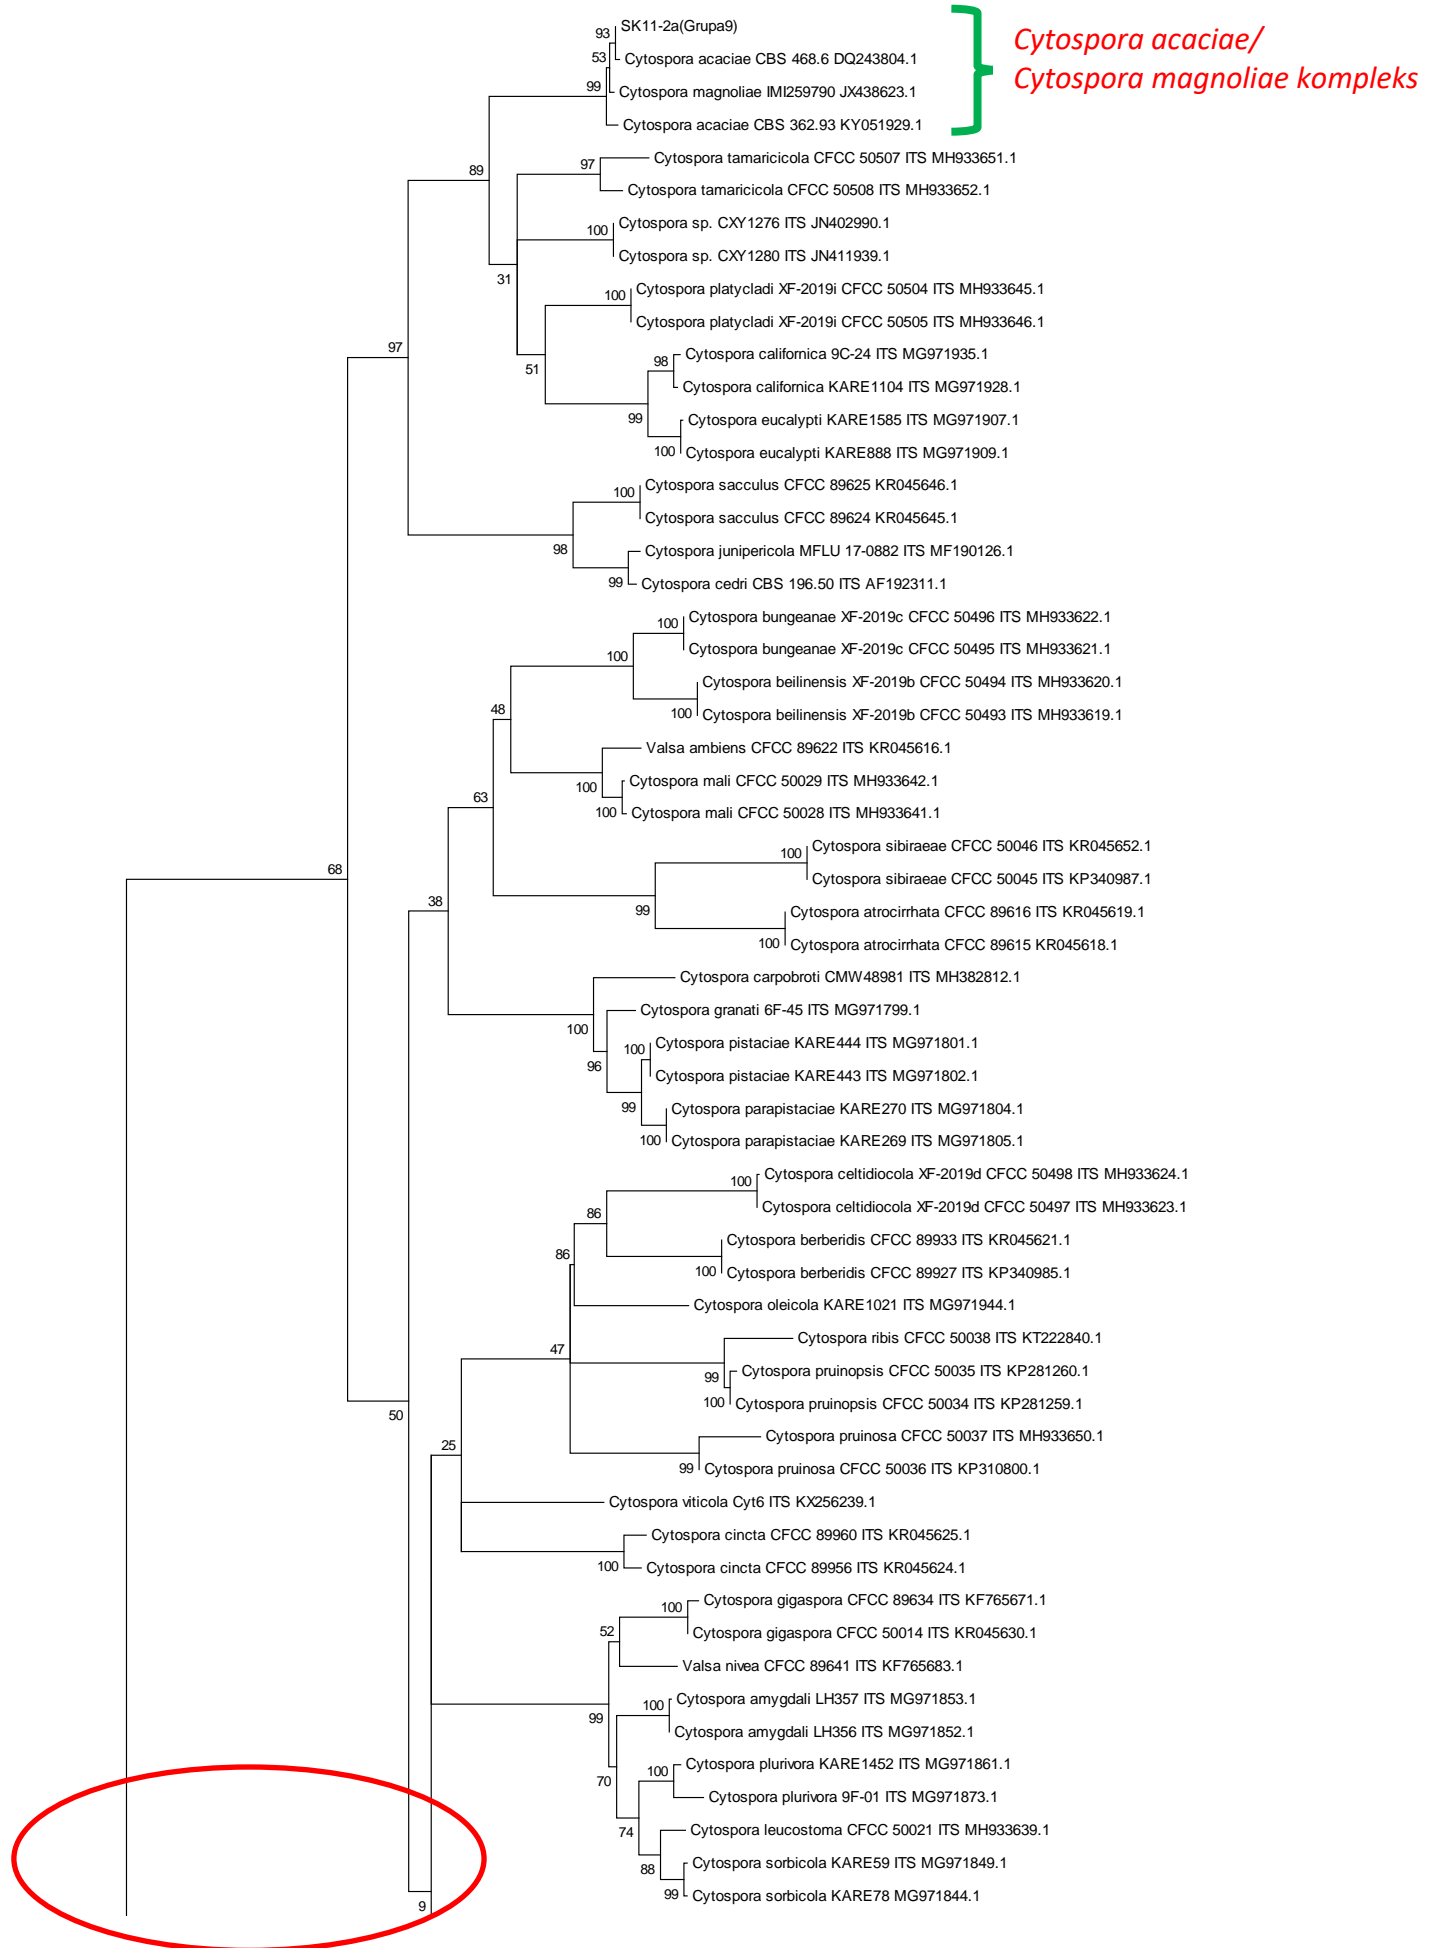 SK11-2a(Grupa9)
Cytospora acaciae CBS 468.6 DQ243804.1
Cytospora magnoliae IMI259790 JX438623.1
Cytospora acaciae CBS 362.93 KY051929.1
Cytospora acaciae/
Cytospora magnoliae kompleks
Cytospora tamaricicola CFCC 50507 ITS MH933651.1
Cytospora tamaricicola CFCC 50508 ITS MH933652.1
Cytospora sp. CXY1276 ITS JN402990.1
Cytospora sp. CXY1280 ITS JN411939.1
Cytospora platycladi XF-2019i CFCC 50504 ITS MH933645.1
Cytospora platycladi XF-2019i CFCC 50505 ITS MH933646.1
Cytospora californica 9C-24 ITS MG971935.1
Cytospora californica KARE1104 ITS MG971928.1
Cytospora eucalypti KARE1585 ITS MG971907.1
Cytospora eucalypti KARE888 ITS MG971909.1
Cytospora sacculus CFCC 89625 KR045646.1
Cytospora sacculus CFCC 89624 KR045645.1
Cytospora junipericola MFLU 17-0882 ITS MF190126.1
Cytospora cedri CBS 196.50 ITS AF192311.1
Cytospora bungeanae XF-2019c CFCC 50496 ITS MH933622.1
Cytospora bungeanae XF-2019c CFCC 50495 ITS MH933621.1
Cytospora beilinensis XF-2019b CFCC 50494 ITS MH933620.1
Cytospora beilinensis XF-2019b CFCC 50493 ITS MH933619.1
Valsa ambiens CFCC 89622 ITS KR045616.1
Cytospora mali CFCC 50029 ITS MH933642.1
Cytospora mali CFCC 50028 ITS MH933641.1
Cytospora sibiraeae CFCC 50046 ITS KR045652.1
Cytospora sibiraeae CFCC 50045 ITS KP340987.1
Cytospora atrocirrhata CFCC 89616 ITS KR045619.1
Cytospora atrocirrhata CFCC 89615 KR045618.1
Cytospora carpobroti CMW48981 ITS MH382812.1
Cytospora granati 6F-45 ITS MG971799.1
Cytospora pistaciae KARE444 ITS MG971801.1
Cytospora pistaciae KARE443 ITS MG971802.1
Cytospora parapistaciae KARE270 ITS MG971804.1
Cytospora parapistaciae KARE269 ITS MG971805.1
Cytospora celtidiocola XF-2019d CFCC 50498 ITS MH933624.1
Cytospora celtidiocola XF-2019d CFCC 50497 ITS MH933623.1
Cytospora berberidis CFCC 89933 ITS KR045621.1
Cytospora berberidis CFCC 89927 ITS KP340985.1
Cytospora oleicola KARE1021 ITS MG971944.1
Cytospora ribis CFCC 50038 ITS KT222840.1
Cytospora pruinopsis CFCC 50035 ITS KP281260.1
Cytospora pruinopsis CFCC 50034 ITS KP281259.1
Cytospora pruinosa CFCC 50037 ITS MH933650.1
Cytospora pruinosa CFCC 50036 ITS KP310800.1
Cytospora viticola Cyt6 ITS KX256239.1
Cytospora cincta CFCC 89960 ITS KR045625.1
Cytospora cincta CFCC 89956 ITS KR045624.1
Cytospora gigaspora CFCC 89634 ITS KF765671.1
Cytospora gigaspora CFCC 50014 ITS KR045630.1
Valsa nivea CFCC 89641 ITS KF765683.1
Cytospora amygdali LH357 ITS MG971853.1
Cytospora amygdali LH356 ITS MG971852.1
Cytospora plurivora KARE1452 ITS MG971861.1
Cytospora plurivora 9F-01 ITS MG971873.1
Cytospora leucostoma CFCC 50021 ITS MH933639.1
Cytospora sorbicola KARE59 ITS MG971849.1
Cytospora sorbicola KARE78 MG971844.1
93
53
99
97
89
100
31
100
97
98
51
99
100
100
98
99
100
100
48
100
100
63
100
100
68
99
38
100
100
100
96
99
100
100
86
86
100
47
99
100
50
25
99
100
100
52
100
99
100
70
74
88
99
9